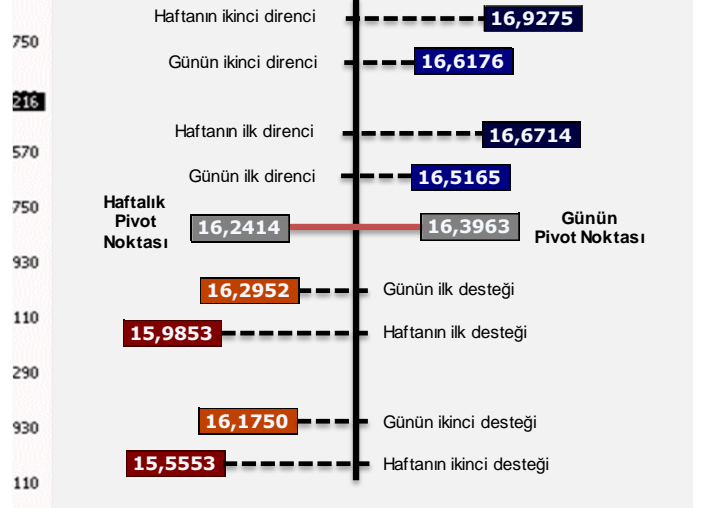 Haftanın ikinci direnci 16,9275
750
Günün ikinci direnci 16,6176
216
Haftanın ilk direnci 16,6714
570
Günün ilk direnci 16,5165
750
Haftalık
Pivot
Noktası
16,2414
16,3963
Günün
Pivot Noktası
930
16,2952 Günün ilk desteği
110
15,9853 Haftanın ilk desteği
290
16,1750 Günün ikinci desteği
930
15,5553 Haftanın ikinci desteği
110